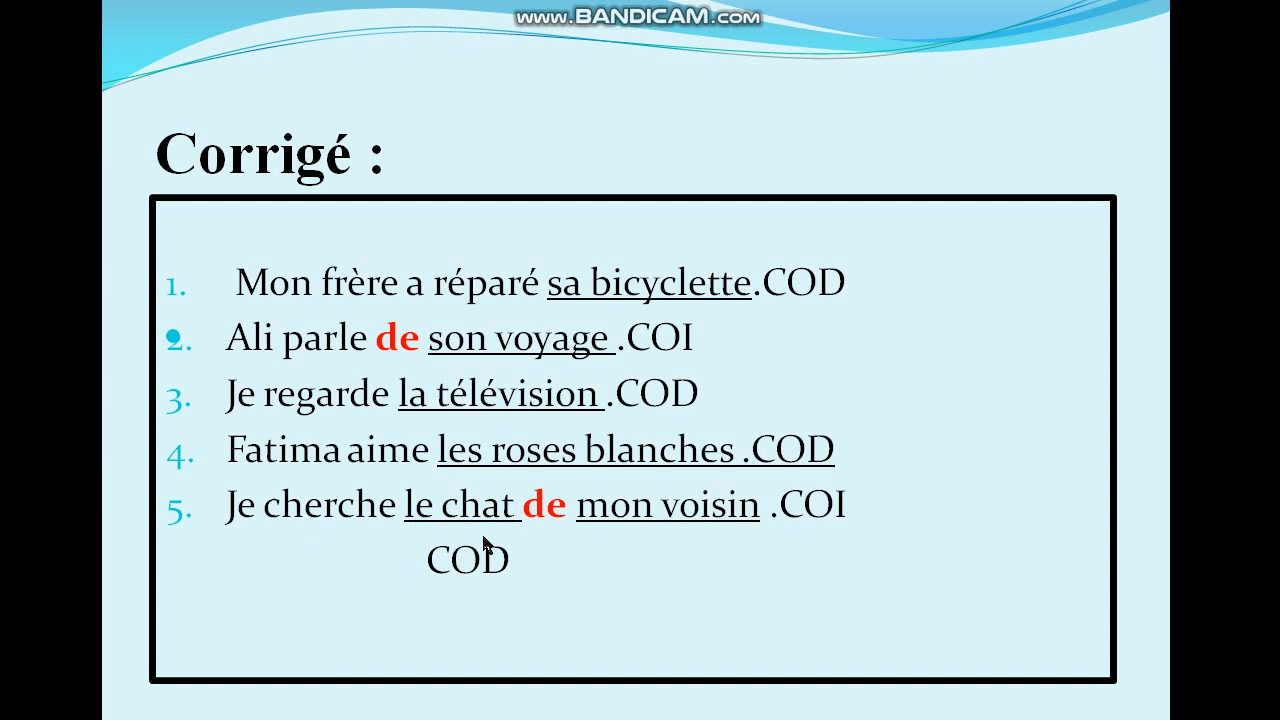 www.BANDICAM.com
Corrigé :
1. Mon frère a réparé sa bicyclette.COD
2. Ali parle de son voyage .COI
3. Je regarde la télévision .COD
4. Fatima aime les roses blanches .COD
5. Je cherche le chat de mon voisin .COI
COD